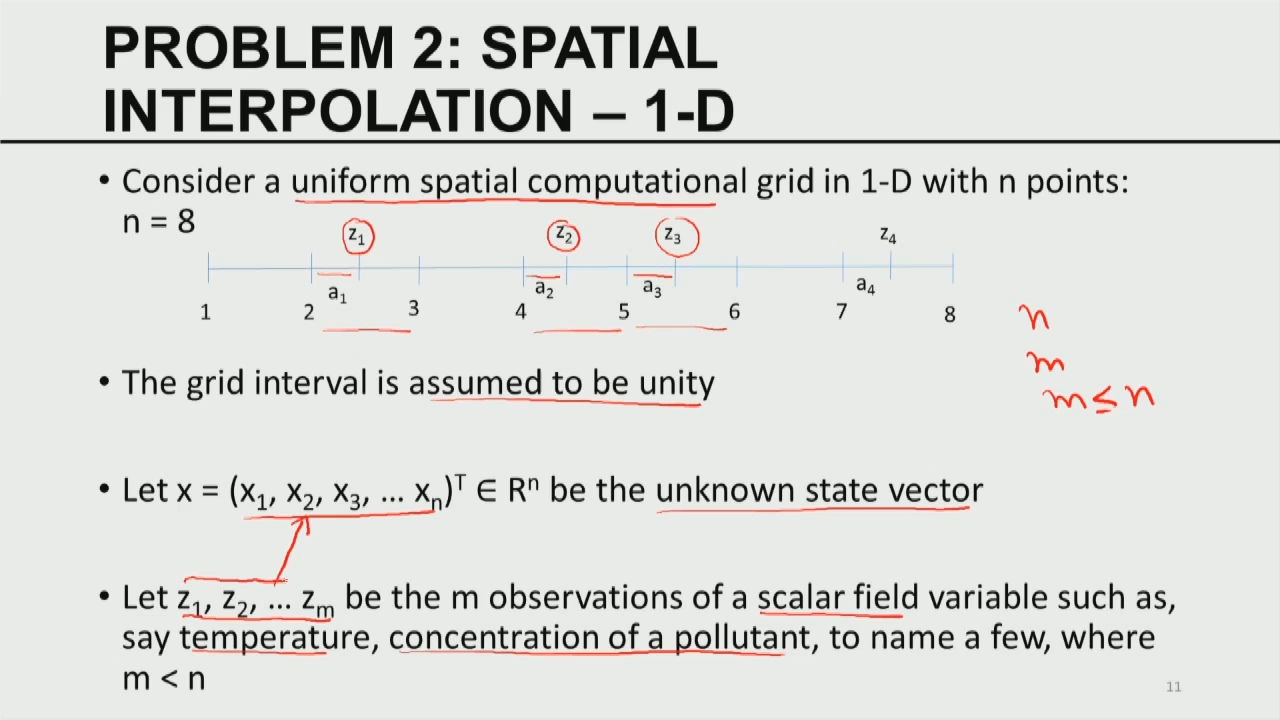 PROBLEM 2: SPATIAL
INTERPOLATION – 1-D
• Consider a uniform spatial computational grid in 1-D with n points:
n = 8
z₁ z₂ z₃ z₄
a₁ a₂ a₃ a₄
1 2 3 4 5 6 7 8
n
m
m ≤ n
• The grid interval is assumed to be unity
• Let x = (x₁, x₂, x₃, … xₙ)ᵀ ∈ Rⁿ be the unknown state vector
• Let z₁, z₂, … zₘ be the m observations of a scalar field variable such as,
say temperature, concentration of a pollutant, to name a few, where
m < n
11